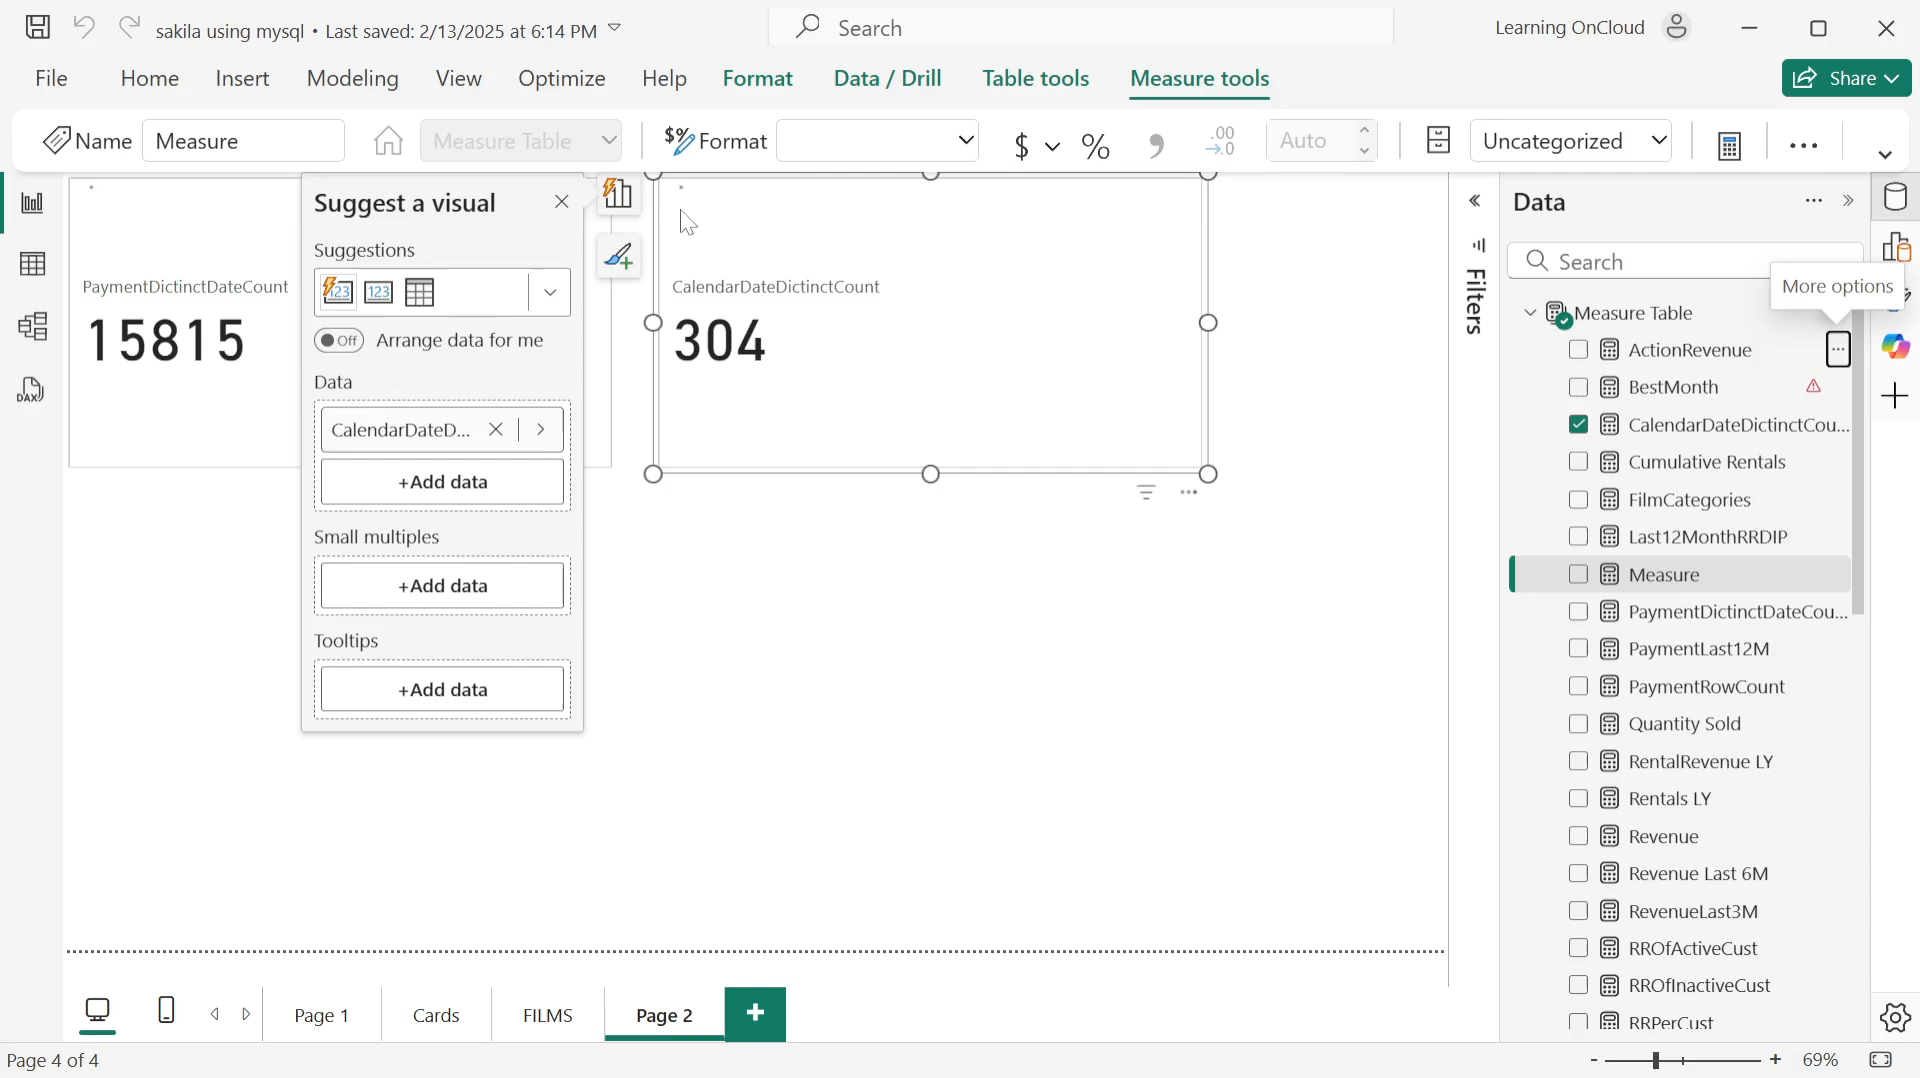 sakila using mysql • Last saved: 2/13/2025 at 6:14 PM
Search
Learning OnCloud
File
Home
Insert
Modeling
View
Optimize
Help
Format
Data / Drill
Table tools
Measure tools
Share
Name
Measure
Measure Table
Format
$
%
.00
→.0
Auto
Uncategorized
PaymentDictinctDateCount
15815
Suggest a visual
Suggestions
123
123
Off
Arrange data for me
Data
CalendarDateD...
+Add data
Small multiples
+Add data
Tooltips
+Add data
CalendarDateDictinctCount
304
Filters
Data
Search
More options
Measure Table
ActionRevenue
BestMonth
CalendarDateDictinctCou...
Cumulative Rentals
FilmCategories
Last12MonthRRDIP
Measure
PaymentDictinctDateCou...
PaymentLast12M
PaymentRowCount
Quantity Sold
RentalRevenue LY
Rentals LY
Revenue
Revenue Last 6M
RevenueLast3M
RROfActiveCust
RROfInactiveCust
RRPerCust
DAX
Page 1
Cards
FILMS
Page 2
+
Page 4 of 4
-
+
69%